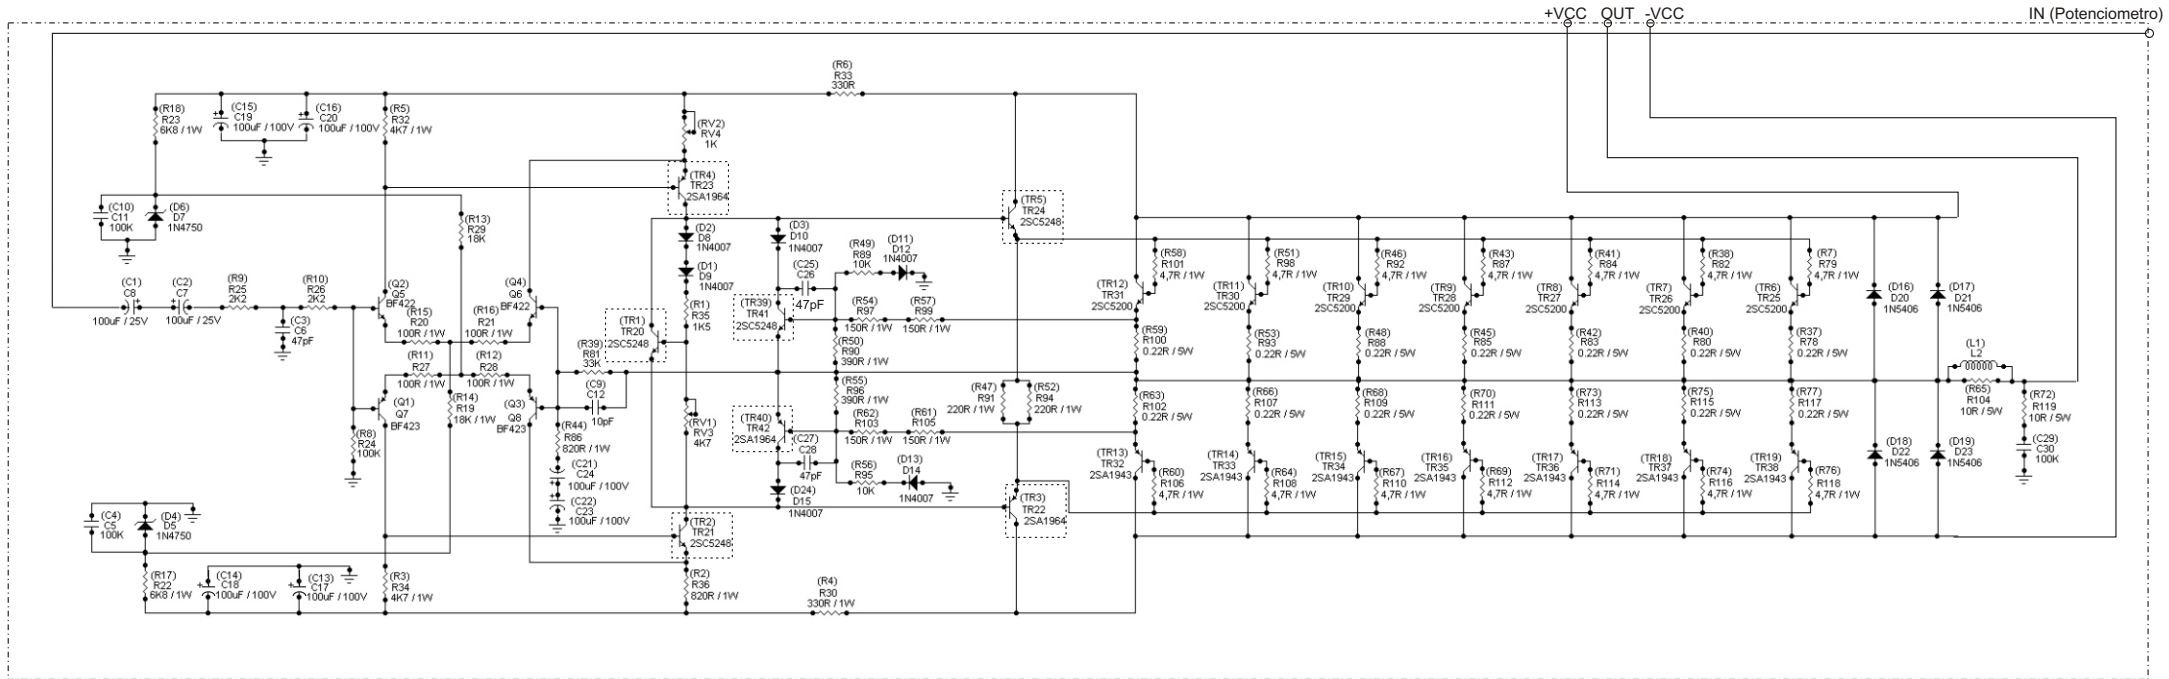 +VCC OUT -VCC
IN (Potenciometro)
(R6)
R33
330R
(R18)
R23
6K8 / 1W
(C15)
C19
100uF / 100V
(C16)
C20
100uF / 100V
(R5)
R32
4K7 / 1W
(RV2)
RV4
1K
(TR4)
TR23
2SA1964
(TR5)
TR24
2SC5248
(C10)
C11
100K
(D6)
D7
1N4750
(R13)
R29
18K
(D2)
D8
1N4007
(D3)
D10
1N4007
(D1)
D9
1N4007
(R49)
R89
10K
(D11)
D12
1N4007
(C25)
C26
47pF
(C1)
C8
100uF / 25V
(C2)
C7
100uF / 25V
(R9)
R25
2K2
(R10)
R26
2K2
(C3)
C6
47pF
(Q2)
Q5
BF422
(Q4)
Q6
BF422
(R15)
R20
100R / 1W
(R16)
R21
100R / 1W
(R11)
R27
100R / 1W
(R12)
R28
100R / 1W
(R14)
R19
18K / 1W
(Q1)
Q7
BF423
(Q3)
Q8
BF423
(R8)
R24
100K
(R39)
R81
33K
(C9)
C12
10pF
(R44)
R86
820R / 1W
(C21)
C24
100uF / 100V
(C22)
C23
100uF / 100V
(R1)
R35
1K5
(TR1)
TR20
2SC5248
(TR39)
TR41
2SC5248
(R54)
R97
150R / 1W
(R57)
R99
150R / 1W
(R50)
R90
390R / 1W
(R55)
R96
390R / 1W
(RV1)
RV3
4K7
(TR40)
TR42
2SA1964
(R62)
R103
150R / 1W
(R61)
R105
150R / 1W
(C27)
C28
47pF
(R56)
R95
10K
(D13)
D14
1N4007
(D24)
D15
1N4007
(R47)
R91
220R / 1W
(R52)
R94
220R / 1W
(TR2)
TR21
2SC5248
(TR3)
TR22
2SA1964
(C4)
C5
100K
(D4)
D5
1N4750
(R17)
R22
6K8 / 1W
(C14)
C18
100uF / 100V
(C13)
C17
100uF / 100V
(R3)
R34
4K7 / 1W
(R2)
R36
820R / 1W
(R4)
R30
330R / 1W
(R58)
R101
4,7R / 1W
(R51)
R98
4,7R / 1W
(R46)
R92
4,7R / 1W
(R43)
R87
4,7R / 1W
(R41)
R84
4,7R / 1W
(R38)
R82
4,7R / 1W
(R7)
R79
4,7R / 1W
(TR12)
TR31
2SC5200
(TR11)
TR30
2SC5200
(TR10)
TR29
2SC5200
(TR9)
TR28
2SC5200
(TR8)
TR27
2SC5200
(TR7)
TR26
2SC5200
(TR6)
TR25
2SC5200
(D16)
D20
1N5406
(D17)
D21
1N5406
(R59)
R100
0.22R / 5W
(R53)
R93
0.22R / 5W
(R48)
R88
0.22R / 5W
(R45)
R85
0.22R / 5W
(R42)
R83
0.22R / 5W
(R40)
R80
0.22R / 5W
(R37)
R78
0.22R / 5W
(L1)
L2
(R65)
R104
10R / 5W
(R72)
R119
10R / 5W
(R63)
R102
0.22R / 5W
(R66)
R107
0.22R / 5W
(R68)
R109
0.22R / 5W
(R70)
R111
0.22R / 5W
(R73)
R113
0.22R / 5W
(R75)
R115
0.22R / 5W
(R77)
R117
0.22R / 5W
(TR13)
TR32
2SA1943
(TR14)
TR33
2SA1943
(TR15)
TR34
2SA1943
(TR16)
TR35
2SA1943
(TR17)
TR36
2SA1943
(TR18)
TR37
2SA1943
(TR19)
TR38
2SA1943
(D18)
D22
1N5406
(D19)
D23
1N5406
(C29)
C30
100K
(R60)
R106
4,7R / 1W
(R64)
R108
4,7R / 1W
(R67)
R110
4,7R / 1W
(R69)
R112
4,7R / 1W
(R71)
R114
4,7R / 1W
(R74)
R116
4,7R / 1W
(R76)
R118
4,7R / 1W